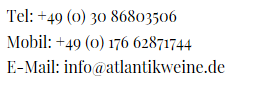 Tel: +49 (0) 30 86803506
Mobil: +49 (0) 176 62871744
E-Mail: info@atlantikweine.de